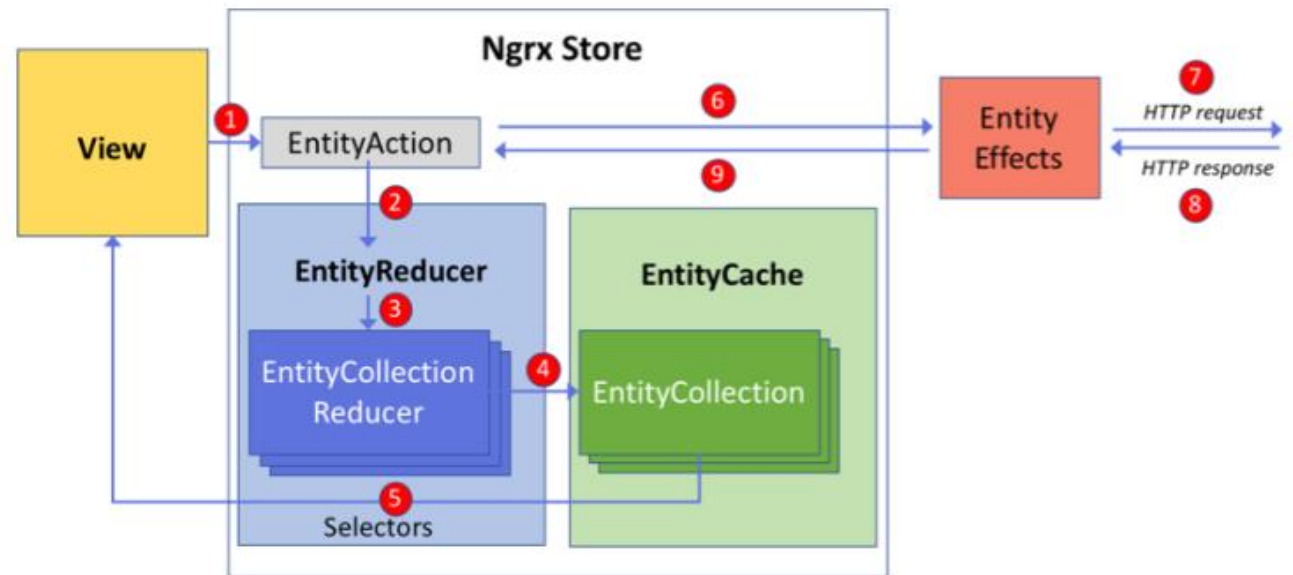 Ngrx Store
View
1
EntityAction
6
9
Entity
Effects
7
HTTP request
HTTP response
8
2
EntityReducer
3
EntityCollection
Reducer
4
EntityCache
EntityCollection
5
Selectors